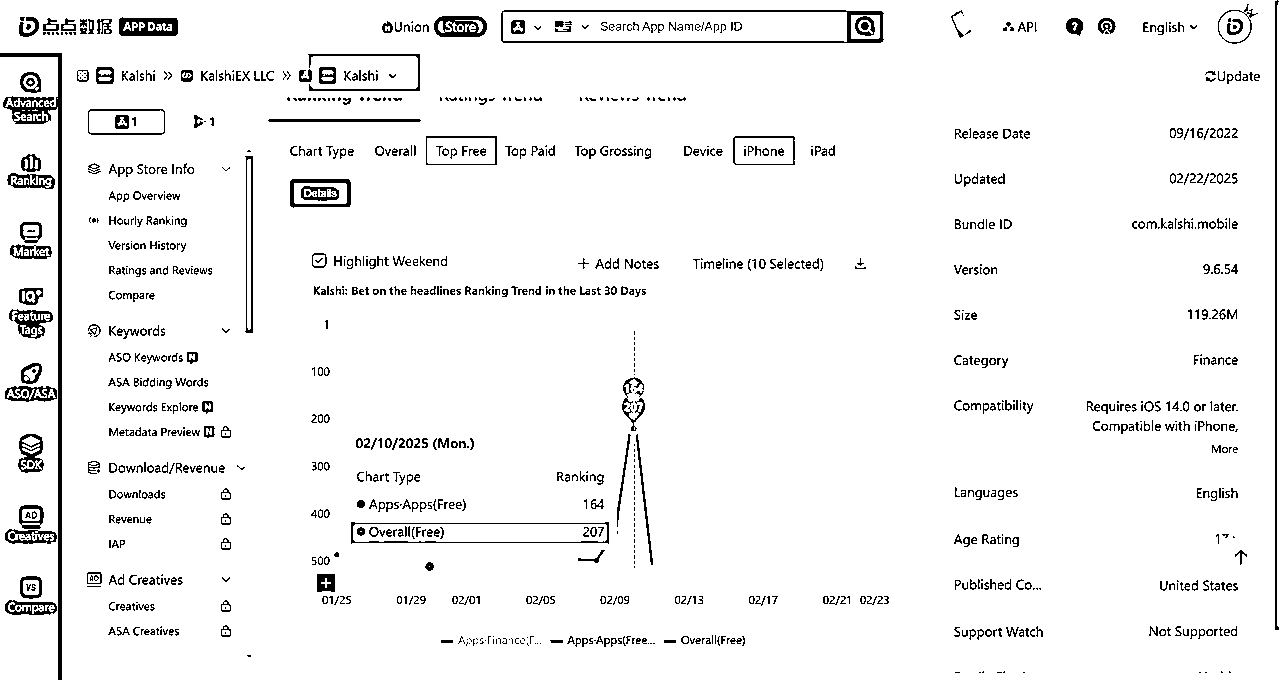 点点数据 APP Data
Union iStore
Search App Name/App ID
API
English
Kalshi » KalshiEX LLC » Kalshi
Update
Advanced Search
Ranking
Market
Feature Tags
ASO/ASA
SDK
Creatives
Compare
1
1
App Store Info
App Overview
Hourly Ranking
Version History
Ratings and Reviews
Compare
Keywords
ASO Keywords N
ASA Bidding Words
Keywords Explore N
Metadata Preview N
Download/Revenue
Downloads
Revenue
IAP
Ad Creatives
Creatives
ASA Creatives
Ranking Trend Ratings Trend Reviews Trend
Chart Type Overall Top Free Top Paid Top Grossing Device iPhone iPad
Details
Highlight Weekend
+ Add Notes
Timeline (10 Selected)
Kalshi: Bet on the headlines Ranking Trend in the Last 30 Days
1
100
200
300
400
500
164
207
02/10/2025 (Mon.)
Chart Type Ranking
Apps-Apps(Free) 164
Overall(Free) 207
01/25 01/29 02/01 02/05 02/09 02/13 02/17 02/21 02/23
Apps-Finance(F... Apps-Apps(Free... Overall(Free)
Release Date 09/16/2022
Updated 02/22/2025
Bundle ID com.kalshi.mobile
Version 9.6.54
Size 119.26M
Category Finance
Compatibility Requires iOS 14.0 or later.
Compatible with iPhone,
More
Languages English
Age Rating
Published Co... United States
Support Watch Not Supported